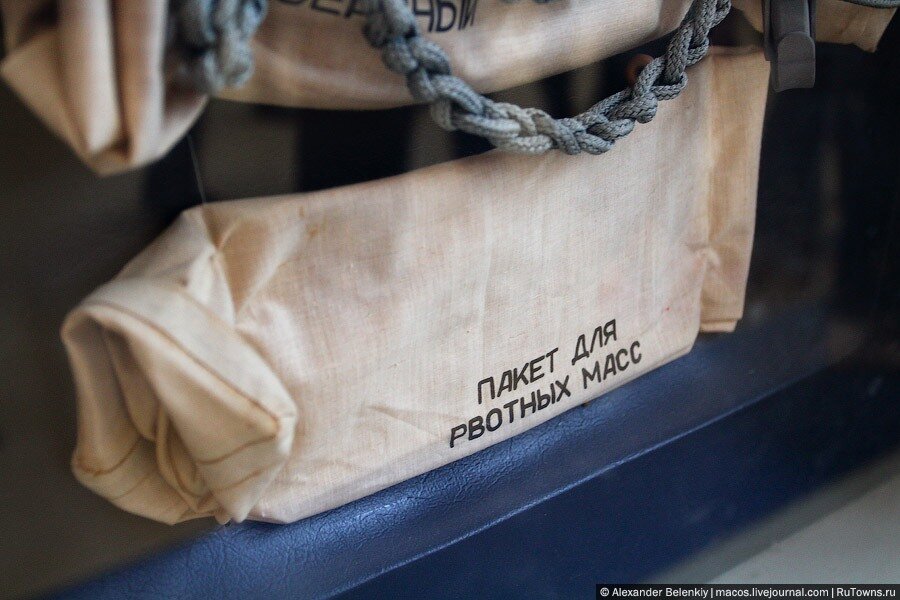 ПАКЕТ ДЛЯ
РВОТНЫХ МАСС
© Alexander Belenkiy | macos.livejournal.com | RuTowns.ru